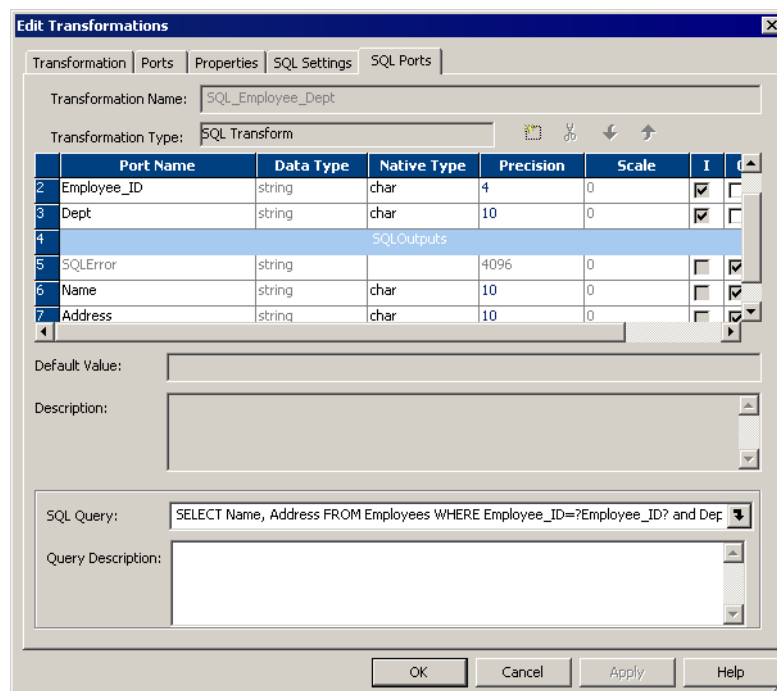 Edit Transformations
Transformation Ports Properties SQL Settings SQL Ports
Transformation Name: SQL_Employee_Dept
Transformation Type: SQL Transform
Port Name Data Type Native Type Precision Scale I
2 Employee_ID string char 4 0
3 Dept string char 10 0
4 SQLOutputs
5 SQLError string 4096 0
6 Name string char 10 0
7 Address string char 10 0
Default Value:
Description:
SQL Query: SELECT Name, Address FROM Employees WHERE Employee_ID=?Employee_ID? and Dep
Query Description:
OK Cancel Apply Help